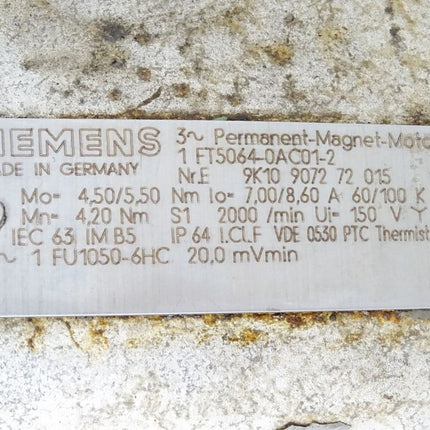 IEMENS 3~ Permanent-Magnet-Moto
ADE IN GERMANY 1 FT5064-0AC01-2
Nr.E 9K10 9072 72 015
Mo= 4,50/5,50 Nm Io= 7,00/8,60 A 60/100 K
Mn= 4,20 Nm S1 2000 /min Ui= 150 V Y
IEC 63 IM B5 IP 64 I.CL.F VDE 0530 PTC Thermist
~ 1 FU1050-6HC 20,0 mVmin